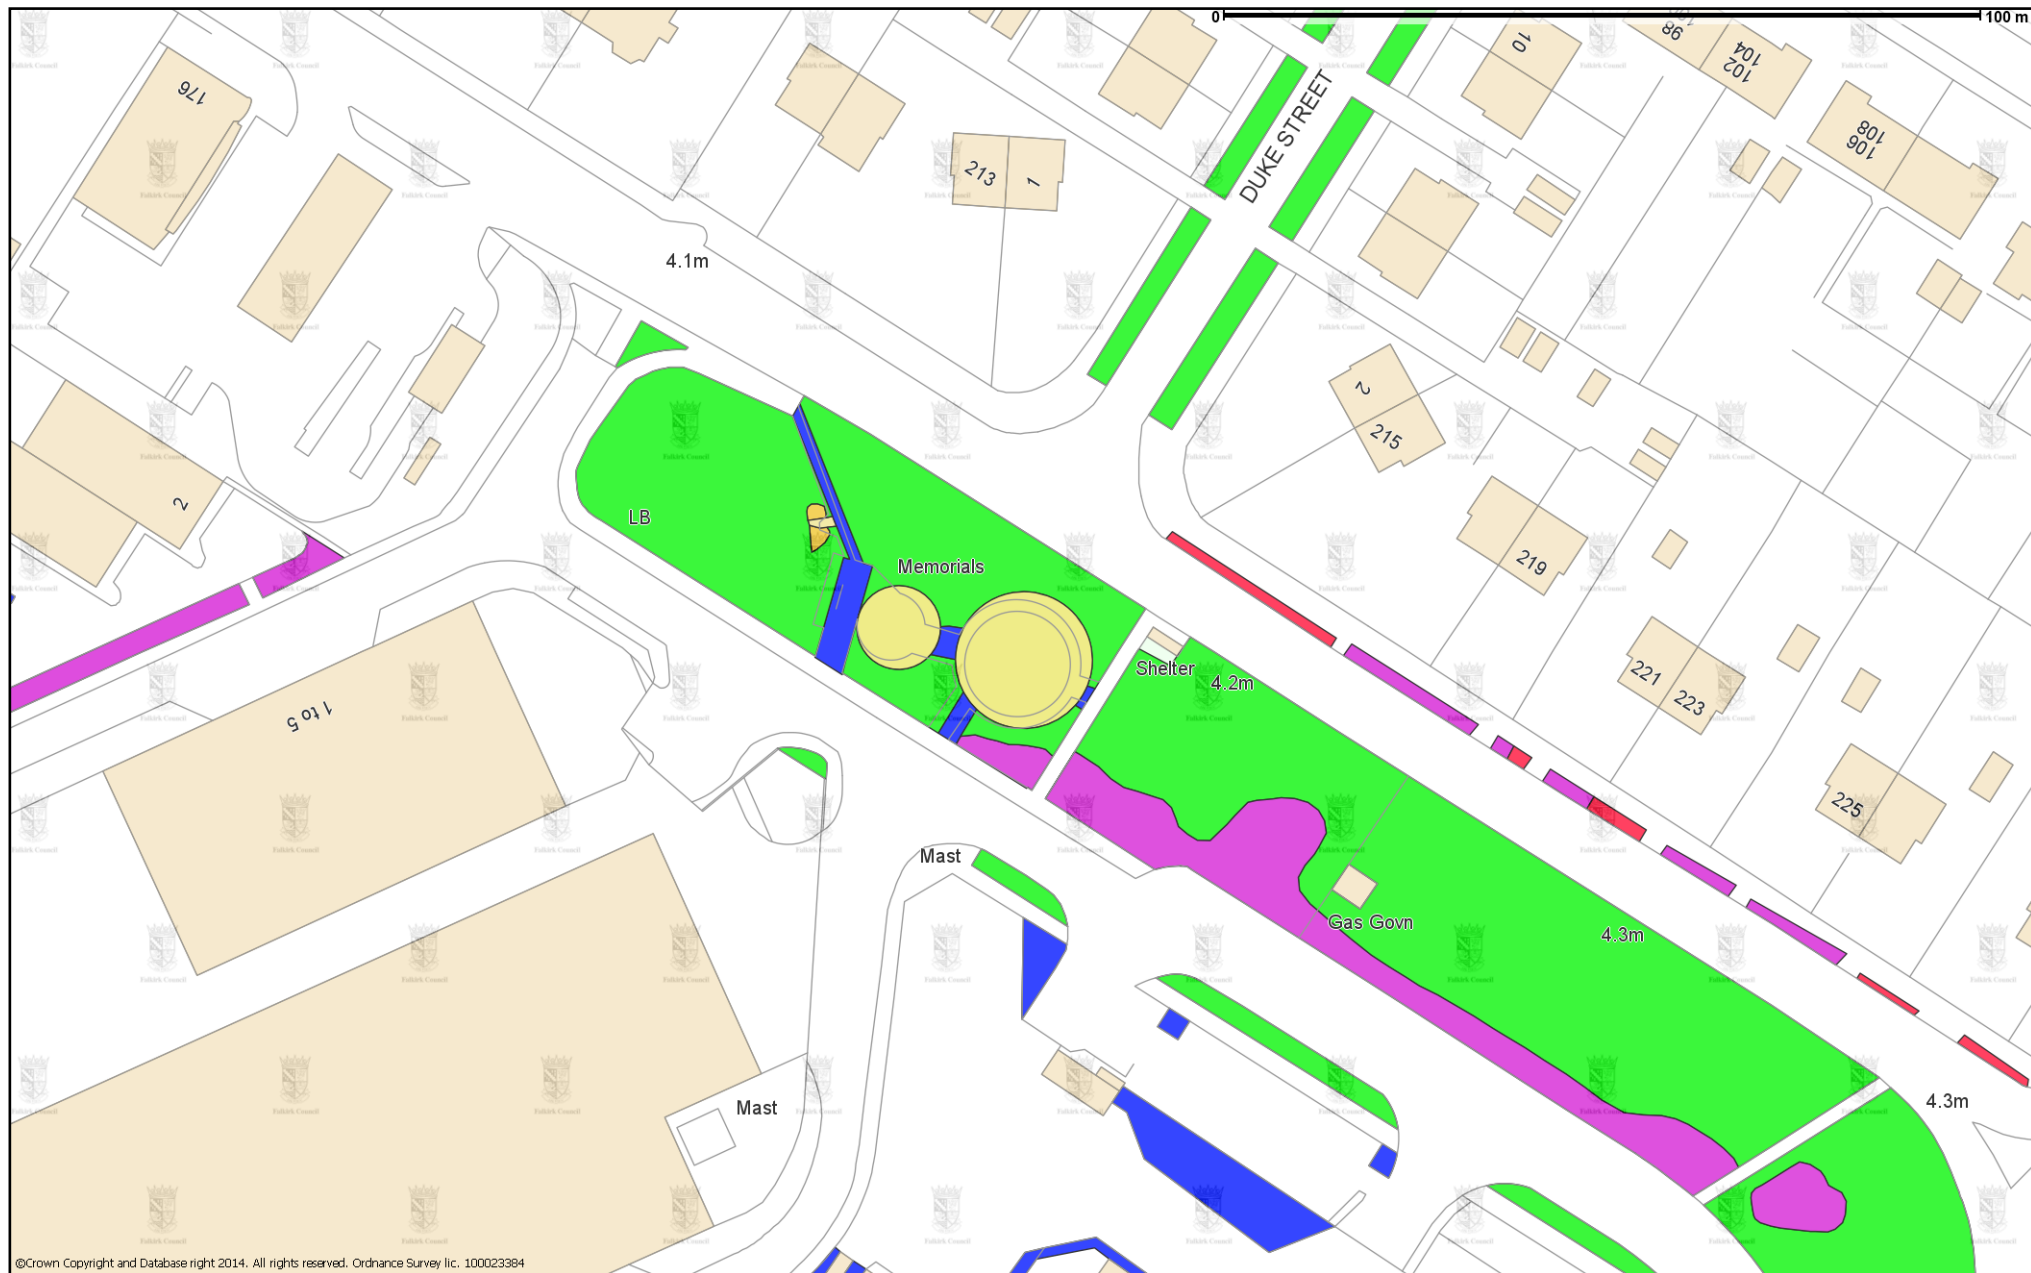 0
100 m
98
104
102
10
176
108
106
DUKE STREET
213
1
4.1m
2
215
2
LB
219
Memorials
Shelter
4.2m
221
223
1 to 5
225
Mast
Gas Govn
4.3m
4.3m
Mast
©Crown Copyright and Database right 2014. All rights reserved. Ordnance Survey lic. 100023384
Falkirk Council